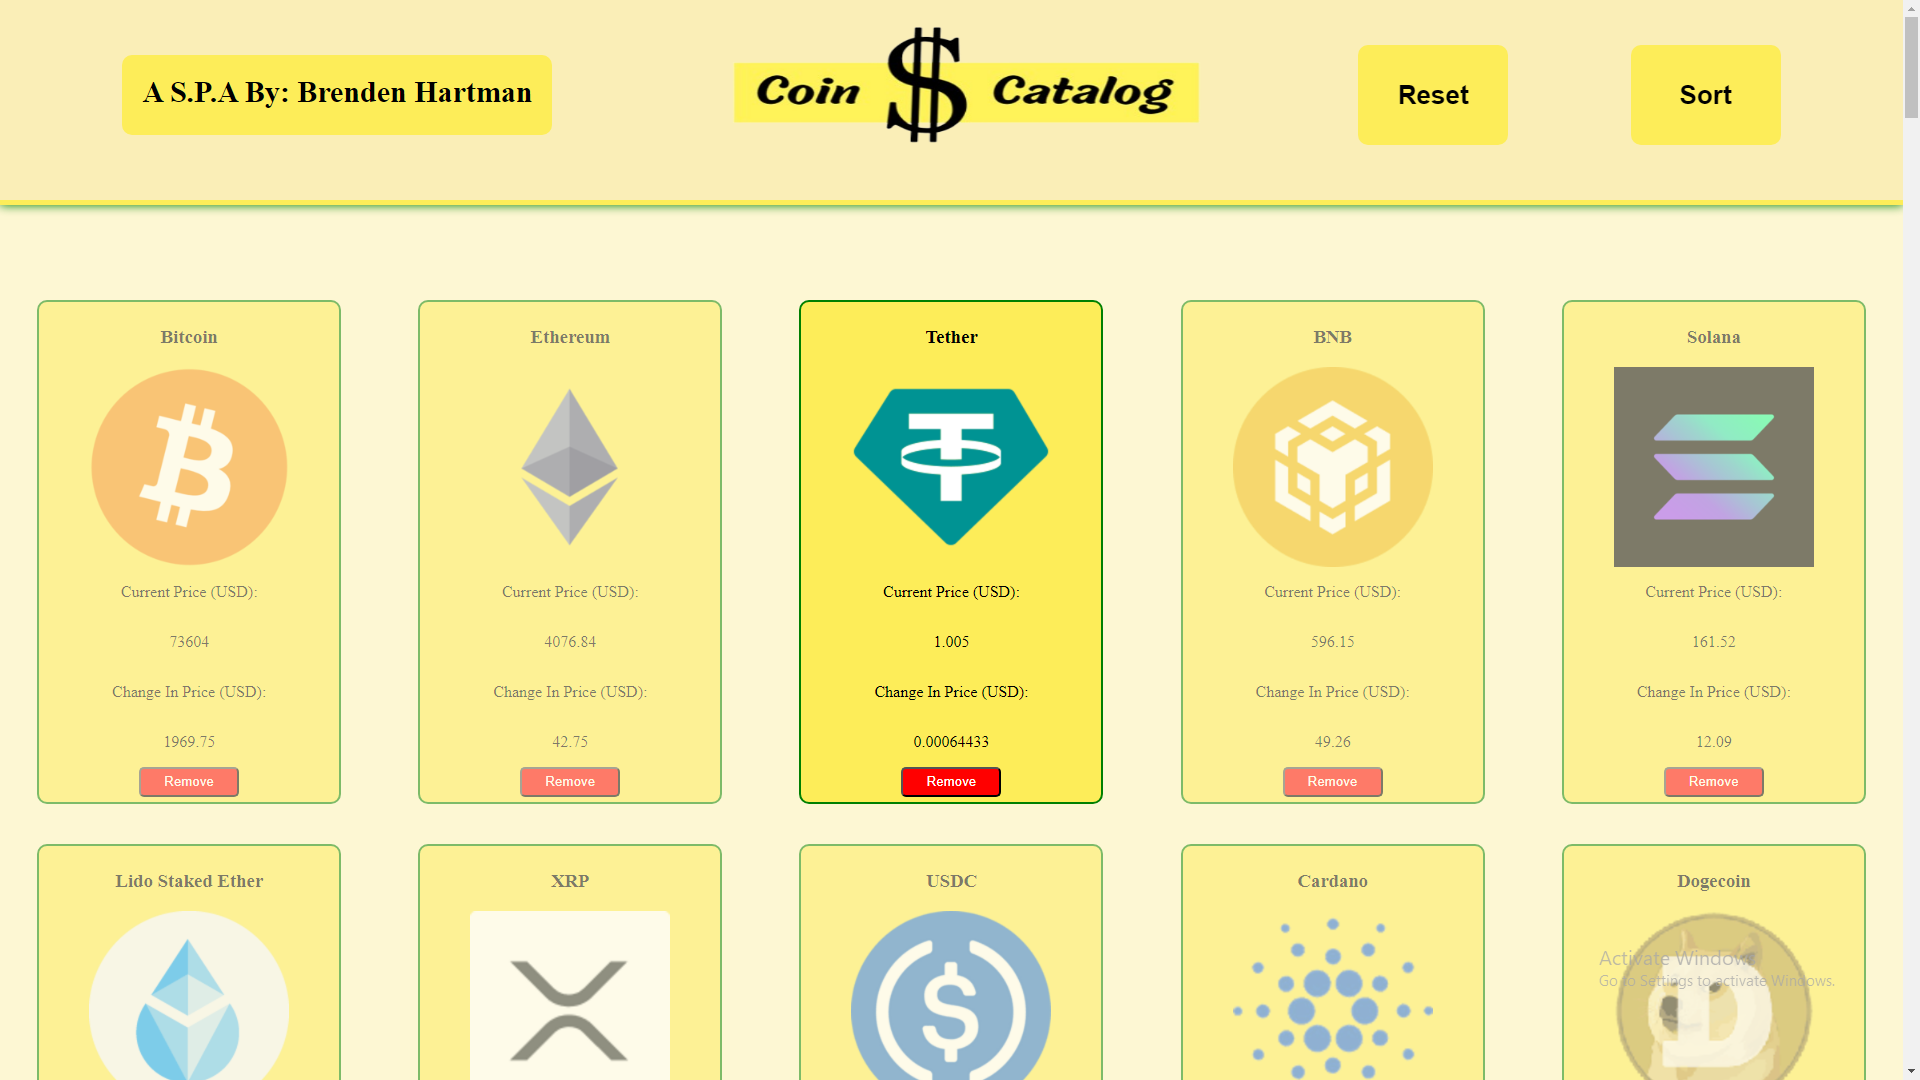 A S.P.A By: Brenden Hartman
Coin $ Catalog
Reset
Sort
Bitcoin
Current Price (USD):
73604
Change In Price (USD):
1969.75
Remove
Ethereum
Current Price (USD):
4076.84
Change In Price (USD):
42.75
Remove
Tether
Current Price (USD):
1.005
Change In Price (USD):
0.00064433
Remove
BNB
Current Price (USD):
596.15
Change In Price (USD):
49.26
Remove
Solana
Current Price (USD):
161.52
Change In Price (USD):
12.09
Remove
Lido Staked Ether
XRP
USDC
Cardano
Dogecoin
Activate Windows
Go to Settings to activate Windows.